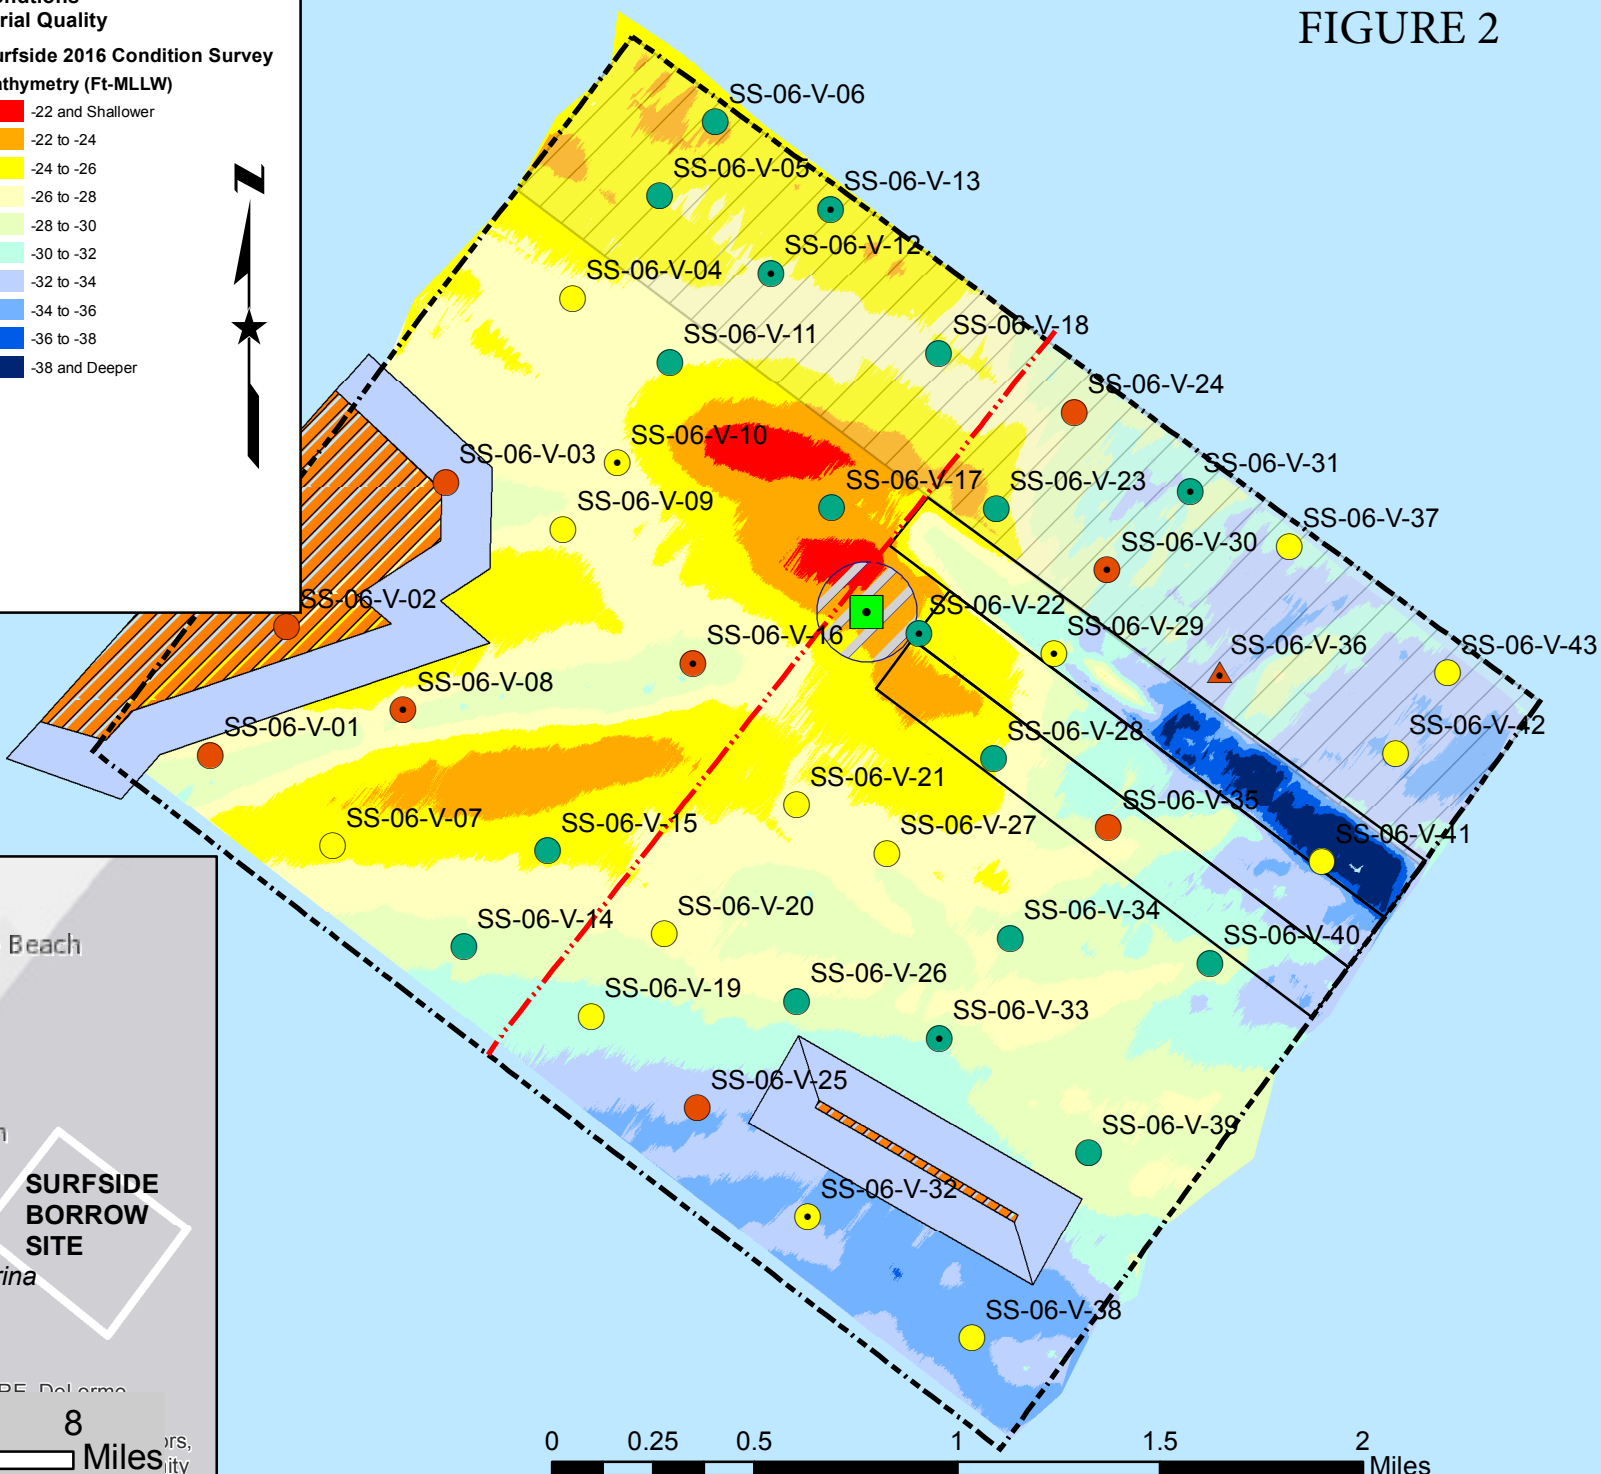 FIGURE 2
rial Quality
urfside 2016 Condition Survey
athymetry (Ft-MLLW)
-22 and Shallower
-22 to -24
-24 to -26
-26 to -28
-28 to -30
-30 to -32
-32 to -34
-34 to -36
-36 to -38
-38 and Deeper
N
SS-06-V-06
SS-06-V-05
SS-06-V-13
SS-06-V-12
SS-06-V-04
SS-06-V-11
SS-06-V-18
SS-06-V-24
SS-06-V-10
SS-06-V-03
SS-06-V-17
SS-06-V-23
SS-06-V-31
SS-06-V-09
SS-06-V-37
SS-06-V-30
SS-06-V-02
SS-06-V-22
SS-06-V-16
SS-06-V-29
SS-06-V-36
SS-06-V-43
SS-06-V-08
SS-06-V-01
SS-06-V-28
SS-06-V-42
SS-06-V-21
SS-06-V-35
SS-06-V-07
SS-06-V-15
SS-06-V-27
SS-06-V-41
SS-06-V-14
SS-06-V-20
SS-06-V-34
SS-06-V-40
SS-06-V-19
SS-06-V-26
SS-06-V-33
SS-06-V-25
SS-06-V-39
SS-06-V-32
SS-06-V-38
Beach
SURFSIDE
BORROW
SITE
rina
8
Miles
ors,
ity
0 0.25 0.5 1 1.5 2
Miles